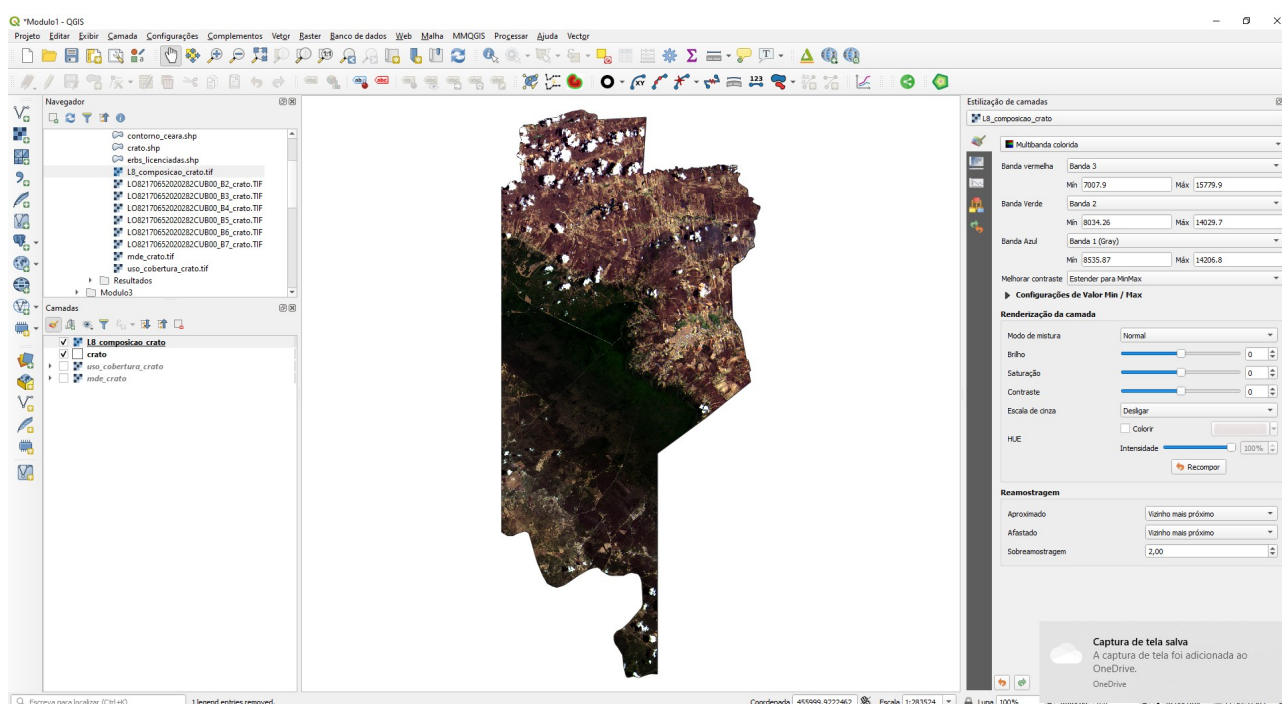 *Modulo1 - QGIS
Projeto Editar Exibir Camada Configurações Complementos Vetor Raster Banco de dados Web Malha MMQGIS Processar Ajuda Vector
Navegador
contorno_ceara.shp
crato.shp
erbs_licenciadas.shp
L8_composicao_crato.tif
LO82170652020282CUB00_B2_crato.TIF
LO82170652020282CUB00_B3_crato.TIF
LO82170652020282CUB00_B4_crato.TIF
LO82170652020282CUB00_B5_crato.TIF
LO82170652020282CUB00_B6_crato.TIF
LO82170652020282CUB00_B7_crato.TIF
mde_crato.tif
uso_cobertura_crato.tif
Resultados
Modulo3
Camadas
L8_composicao_crato
crato
uso_cobertura_crato
mde_crato
Estilização de camadas
L8_composicao_crato
Multibanda colorida
Banda vermelha Banda 3
Mín 7007.9 Máx 15779.9
Banda Verde Banda 2
Mín 8034.26 Máx 14029.7
Banda Azul Banda 1 (Gray)
Mín 8535.87 Máx 14206.8
Melhorar contraste Estender para MinMax
Configurações de Valor Min / Max
Renderização da camada
Modo de mistura Normal
Brilho 0
Saturação 0
Contraste 0
Escala de cinza Desligar
HUE Colorir
Intensidade 100%
Recompor
Reamostragem
Aproximado Vizinho mais próximo
Afastado Vizinho mais próximo
Sobreamostragem 2,00
Captura de tela salva
A captura de tela foi adicionada ao
OneDrive.
OneDrive
Escreva para localizar (Ctrl+K) 1 legend entries removed. Coordenada 455999.9222462 Escala 1:283524 Lupa 100%